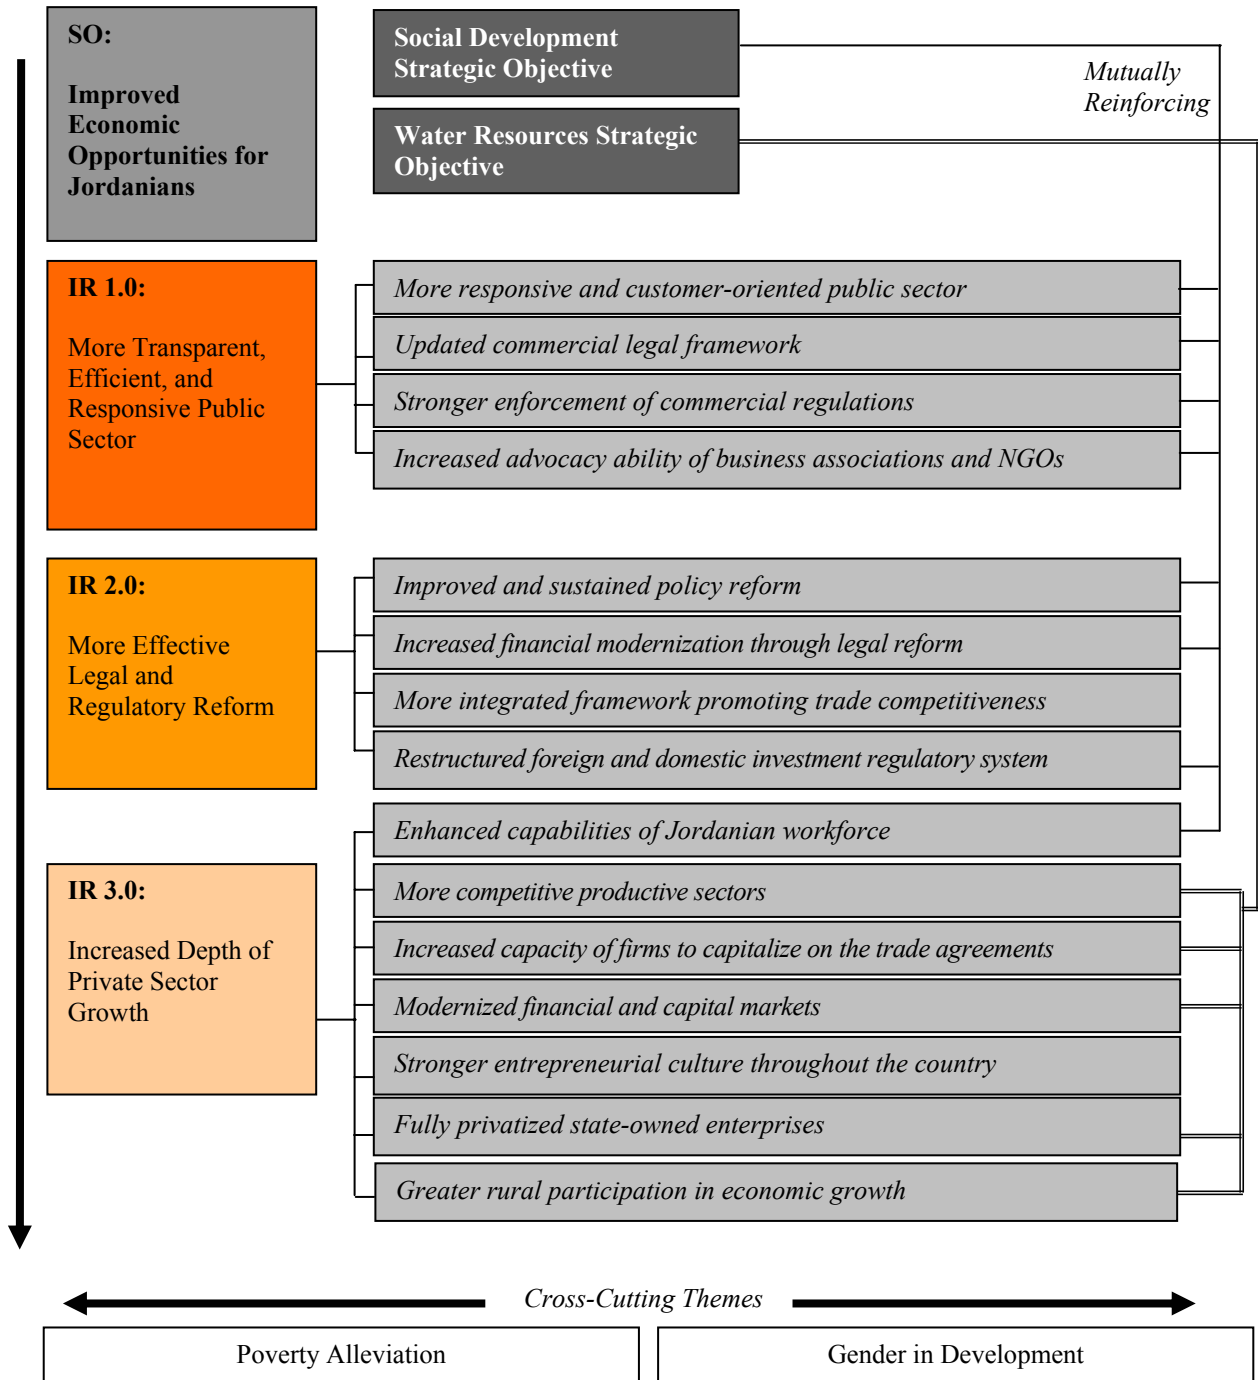 SO:
Improved
Economic
Opportunities for
Jordanians
Social Development
Strategic Objective
Mutually
Reinforcing
Water Resources Strategic
Objective
IR 1.0:
More Transparent,
Efficient, and
Responsive Public
Sector
More responsive and customer-oriented public sector
Updated commercial legal framework
Stronger enforcement of commercial regulations
Increased advocacy ability of business associations and NGOs
IR 2.0:
More Effective
Legal and
Regulatory Reform
Improved and sustained policy reform
Increased financial modernization through legal reform
More integrated framework promoting trade competitiveness
Restructured foreign and domestic investment regulatory system
IR 3.0:
Increased Depth of
Private Sector
Growth
Enhanced capabilities of Jordanian workforce
More competitive productive sectors
Increased capacity of firms to capitalize on the trade agreements
Modernized financial and capital markets
Stronger entrepreneurial culture throughout the country
Fully privatized state-owned enterprises
Greater rural participation in economic growth
Cross-Cutting Themes
Poverty Alleviation
Gender in Development